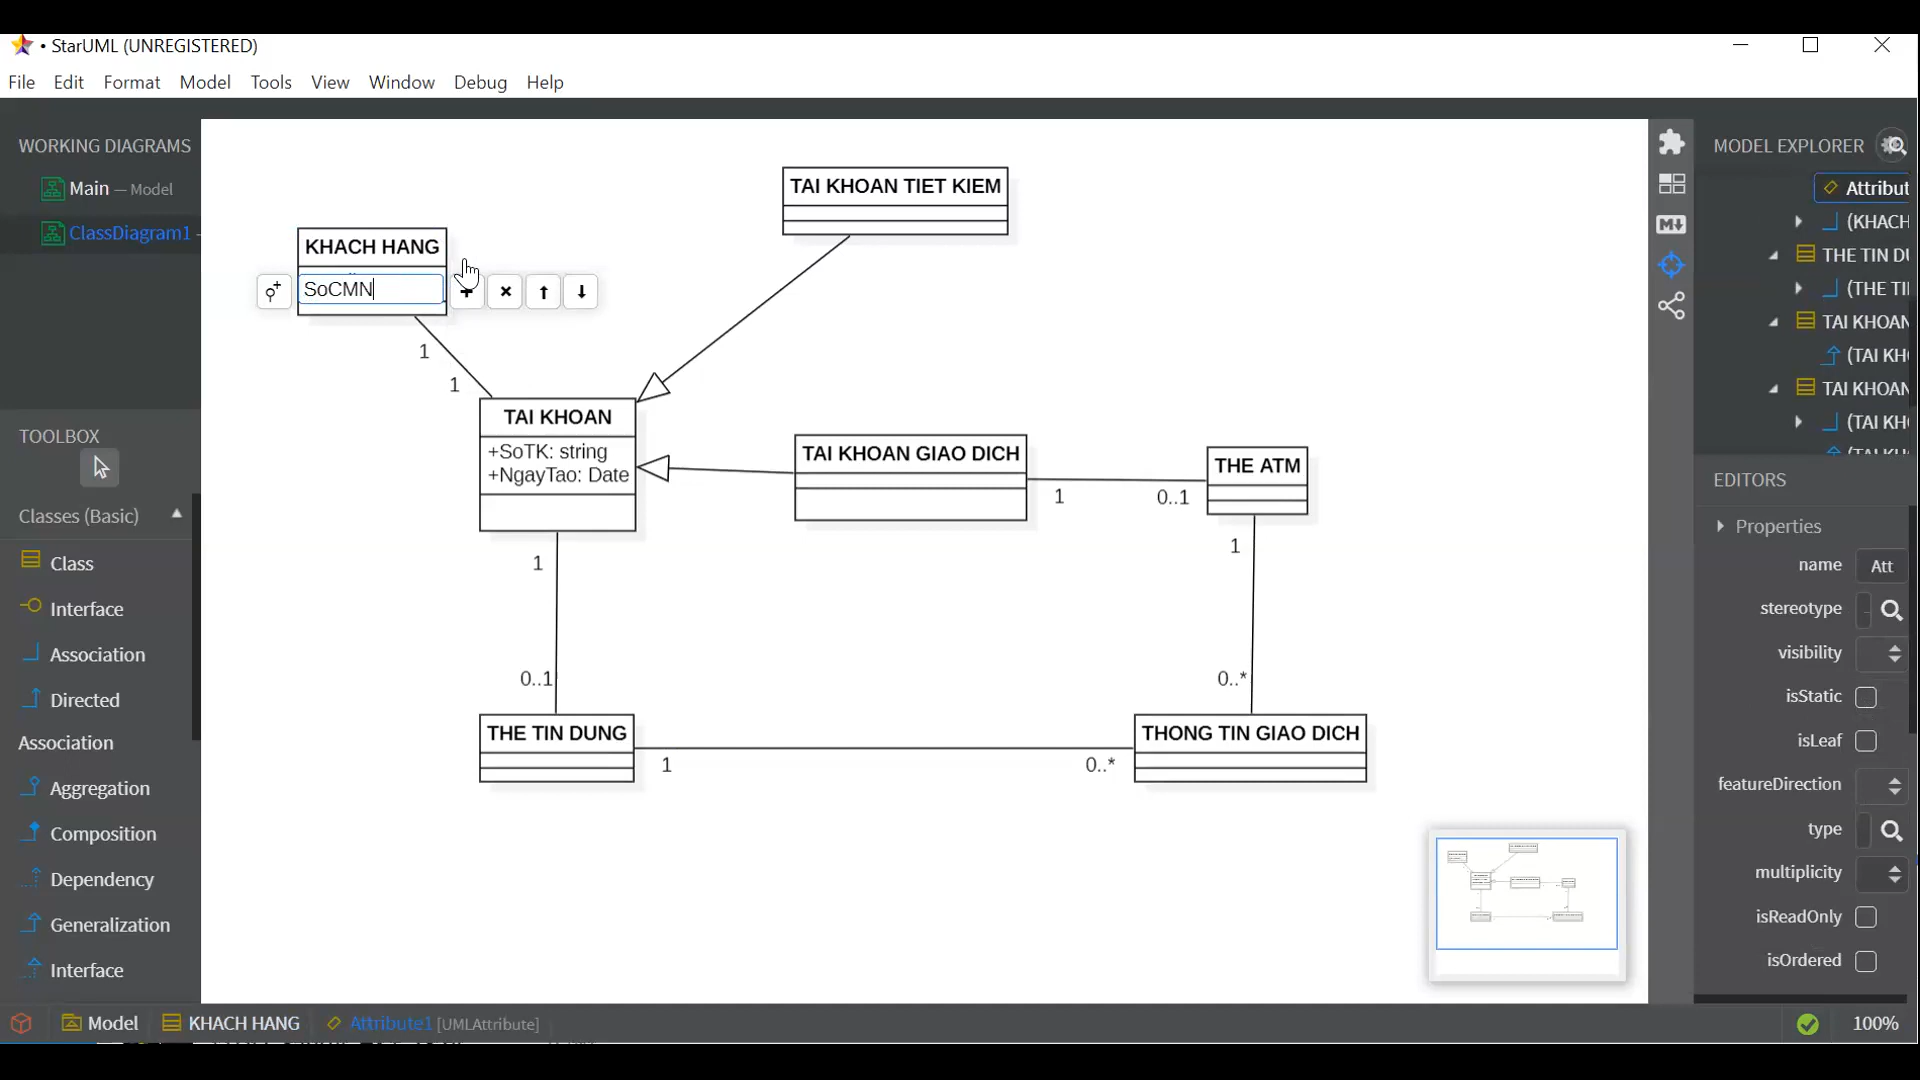 • StarUML (UNREGISTERED)
File Edit Format Model Tools View Window Debug Help
WORKING DIAGRAMS
Main — Model
ClassDiagram1 -
TOOLBOX
Classes (Basic)
Class
Interface
Association
Directed
Association
Aggregation
Composition
Dependency
Generalization
Interface
KHACH HANG
SoCMN
TAI KHOAN TIET KIEM
1
1
TAI KHOAN
+SoTK: string
+NgayTao: Date
TAI KHOAN GIAO DICH
1
0..1
THE ATM
1
0..1
1
0..*
THE TIN DUNG
1
0..*
THONG TIN GIAO DICH
MODEL EXPLORER
Attribut
(KACH
THE TIN DU
(THE TI
TAI KHOAN
(TAI KH
TAI KHOAN
(TAI KH
EDITORS
Properties
name Att
stereotype
visibility
isStatic
isLeaf
featureDirection
type
multiplicity
isReadOnly
isOrdered
Model KHACH HANG Attribute1 [UMLAttribute]
100%